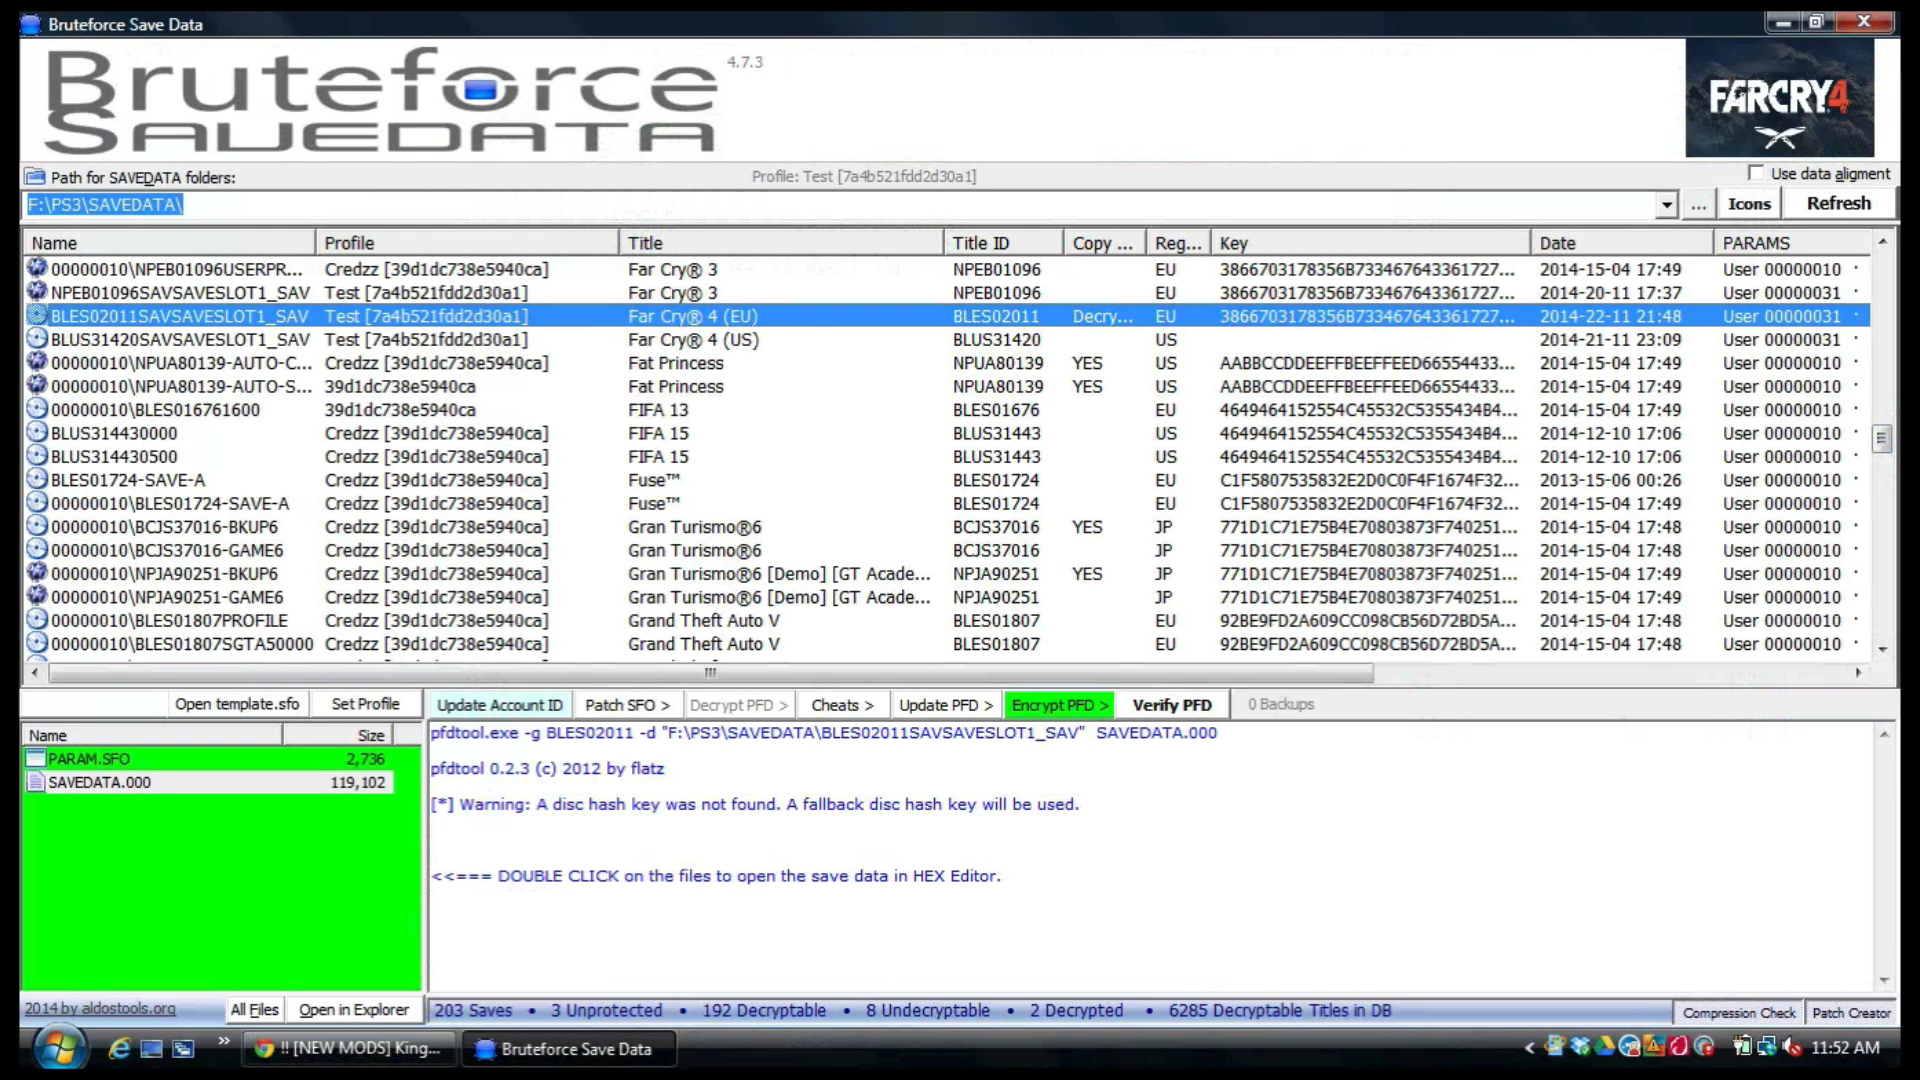 Bruteforce Save Data
Bruteforce
SAVEDATA
4.7.3
FARCRY4
Path for SAVEDATA folders:
Profile: Test [7a4b521fdd2d30a1]
Use data aligment
F:\PS3\SAVEDATA\
...
Icons
Refresh
Name Profile Title Title ID Copy ... Reg... Key Date PARAMS
00000010\NPEB01096USERPR... Credzz [39d1dc738e5940ca] Far Cry® 3 NPEB01096 EU 3866703178356B733467643361727... 2014-15-04 17:49 User 00000010
NPEB01096SAVSAVESLOT1_SAV Test [7a4b521fdd2d30a1] Far Cry® 3 NPEB01096 EU 3866703178356B733467643361727... 2014-20-11 17:37 User 00000031
BLES02011SAVSAVESLOT1_SAV Test [7a4b521fdd2d30a1] Far Cry® 4 (EU) BLES02011 Decry... EU 3866703178356B733467643361727... 2014-22-11 21:48 User 00000031
BLUS31420SAVSAVESLOT1_SAV Test [7a4b521fdd2d30a1] Far Cry® 4 (US) BLUS31420 US 2014-21-11 23:09 User 00000031
00000010\NPUA80139-AUTO-C... Credzz [39d1dc738e5940ca] Fat Princess NPUA80139 YES US AABBCCDDEEFFBEEFFEED66554433... 2014-15-04 17:49 User 00000010
00000010\NPUA80139-AUTO-S... 39d1dc738e5940ca Fat Princess NPUA80139 YES US AABBCCDDEEFFBEEFFEED66554433... 2014-15-04 17:49 User 00000010
00000010\BLES016761600 39d1dc738e5940ca FIFA 13 BLES01676 EU 4649464152554C45532C5355434B4... 2014-15-04 17:49 User 00000010
BLUS314430000 Credzz [39d1dc738e5940ca] FIFA 15 BLUS31443 US 4649464152554C45532C5355434B4... 2014-12-10 17:06 User 00000010
BLUS314430500 Credzz [39d1dc738e5940ca] FIFA 15 BLUS31443 US 4649464152554C45532C5355434B4... 2014-12-10 17:06 User 00000010
BLES01724-SAVE-A Credzz [39d1dc738e5940ca] Fuse™ BLES01724 EU C1F5807535832E2D0C0F4F1674F32... 2013-15-06 00:26 User 00000010
00000010\BLES01724-SAVE-A Credzz [39d1dc738e5940ca] Fuse™ BLES01724 EU C1F5807535832E2D0C0F4F1674F32... 2014-15-04 17:49 User 00000010
00000010\BCJS37016-BKUP6 Credzz [39d1dc738e5940ca] Gran Turismo®6 BCJS37016 YES JP 771D1C71E75B4E70803873F740251... 2014-15-04 17:48 User 00000010
00000010\BCJS37016-GAME6 Credzz [39d1dc738e5940ca] Gran Turismo®6 BCJS37016 JP 771D1C71E75B4E70803873F740251... 2014-15-04 17:48 User 00000010
00000010\NPJA90251-BKUP6 Credzz [39d1dc738e5940ca] Gran Turismo®6 [Demo] [GT Acade... NPJA90251 YES JP 771D1C71E75B4E70803873F740251... 2014-15-04 17:49 User 00000010
00000010\NPJA90251-GAME6 Credzz [39d1dc738e5940ca] Gran Turismo®6 [Demo] [GT Acade... NPJA90251 JP 771D1C71E75B4E70803873F740251... 2014-15-04 17:49 User 00000010
00000010\BLES01807PROFILE Credzz [39d1dc738e5940ca] Grand Theft Auto V BLES01807 EU 92BE9FD2A609CC098CB56D72BD5A... 2014-15-04 17:48 User 00000010
00000010\BLES01807SGTA50000 Credzz [39d1dc738e5940ca] Grand Theft Auto V BLES01807 EU 92BE9FD2A609CC098CB56D72BD5A... 2014-15-04 17:48 User 00000010
Open template.sfo Set Profile Update Account ID Patch SFO > Decrypt PFD > Cheats > Update PFD > Encrypt PFD > Verify PFD 0 Backups
Name Size
PARAM.SFO 2,736
SAVEDATA.000 119,102
pfdtool.exe -g BLES02011 -d "F:\PS3\SAVEDATA\BLES02011SAVSAVESLOT1_SAV" SAVEDATA.000
pfdtool 0.2.3 (c) 2012 by flatz
[*] Warning: A disc hash key was not found. A fallback disc hash key will be used.
<<=== DOUBLE CLICK on the files to open the save data in HEX Editor.
2014 by aldostools.org All Files Open in Explorer 203 Saves • 3 Unprotected • 192 Decryptable • 8 Undecryptable • 2 Decrypted • 6285 Decryptable Titles in DB Compression Check Patch Creator
!! [NEW MODS] King... Bruteforce Save Data 11:52 AM